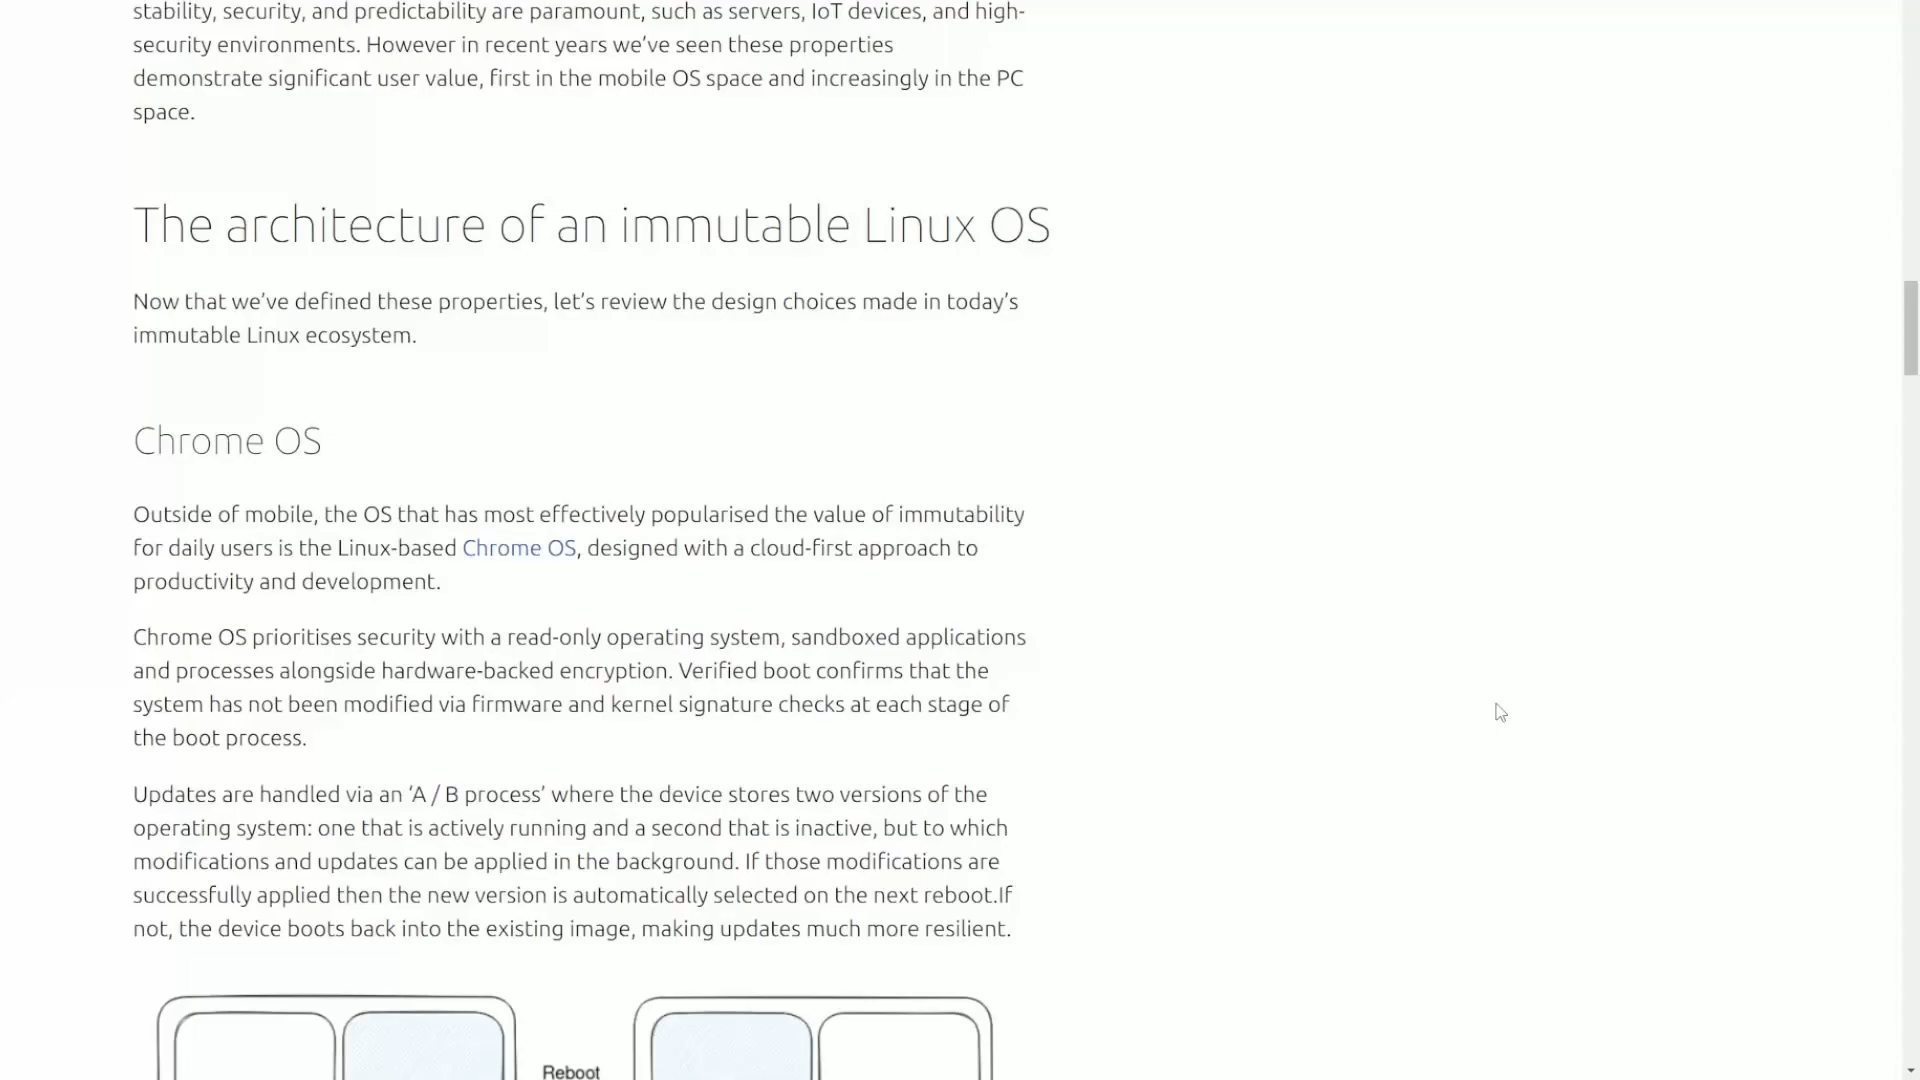 stability, security, and predictability are paramount, such as servers, IoT devices, and high-
security environments. However in recent years we’ve seen these properties
demonstrate significant user value, first in the mobile OS space and increasingly in the PC
space.
The architecture of an immutable Linux OS
Now that we’ve defined these properties, let’s review the design choices made in today’s
immutable Linux ecosystem.
Chrome OS
Outside of mobile, the OS that has most effectively popularised the value of immutability
for daily users is the Linux-based Chrome OS, designed with a cloud-first approach to
productivity and development.
Chrome OS prioritises security with a read-only operating system, sandboxed applications
and processes alongside hardware-backed encryption. Verified boot confirms that the
system has not been modified via firmware and kernel signature checks at each stage of
the boot process.
Updates are handled via an ‘A / B process’ where the device stores two versions of the
operating system: one that is actively running and a second that is inactive, but to which
modifications and updates can be applied in the background. If those modifications are
successfully applied then the new version is automatically selected on the next reboot.If
not, the device boots back into the existing image, making updates much more resilient.
Reboot